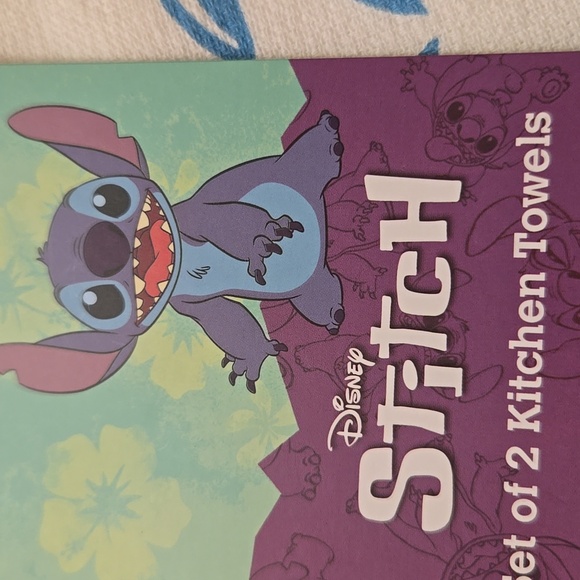 Disney
Stitch
Set of 2 Kitchen Towels